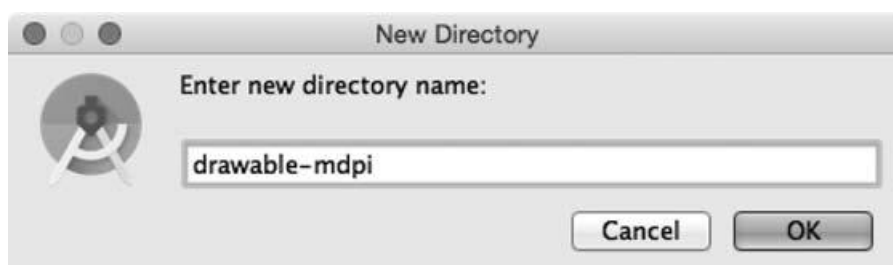 New Directory
Enter new directory name:
drawable-mdpi
Cancel OK